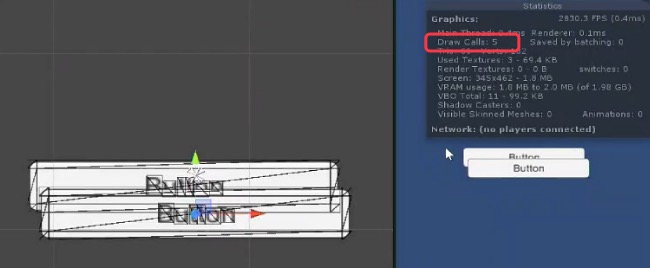 Statistics
Graphics: 2830.3 FPS (0.4ms)
Main Thread: 0.4ms Renderer: 0.1ms
Draw Calls: 5 Saved by batching: 0
Used Textures: 3 - 69.4 KB
Render Textures: 0 - 0 B switches: 0
Screen: 345x462 - 1.8 MB
VRAM usage: 1.8 MB to 2.0 MB (of 1.98 GB)
VBO Total: 11 - 99.2 KB
Shadow Casters: 0
Visible Skinned Meshes: 0 Animations: 0
Network: (no players connected)
Button
Button
Button
Button